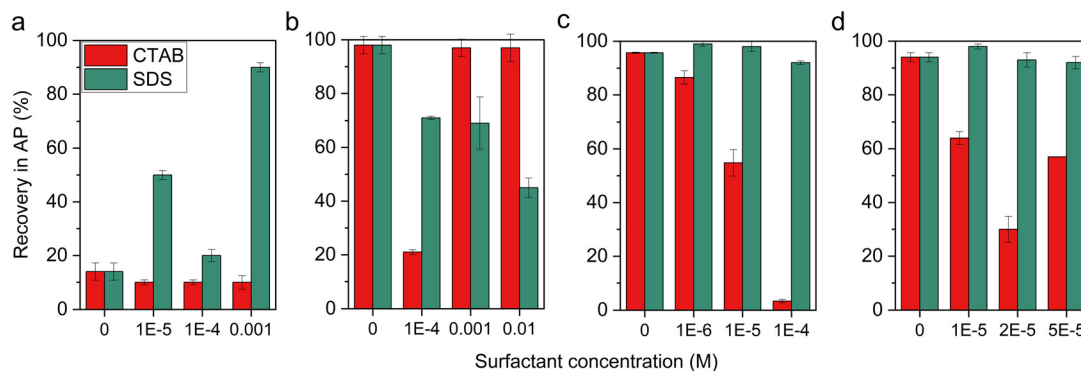 a
b
c
d
CTAB
SDS
Recovery in AP (%)
100
80
60
40
20
0
0 1E-5 1E-4 0.001
100
80
60
40
20
0
0 1E-4 0.001 0.01
100
80
60
40
20
0
0 1E-6 1E-5 1E-4
100
80
60
40
20
0
0 1E-5 2E-5 5E-5
Surfactant concentration (M)